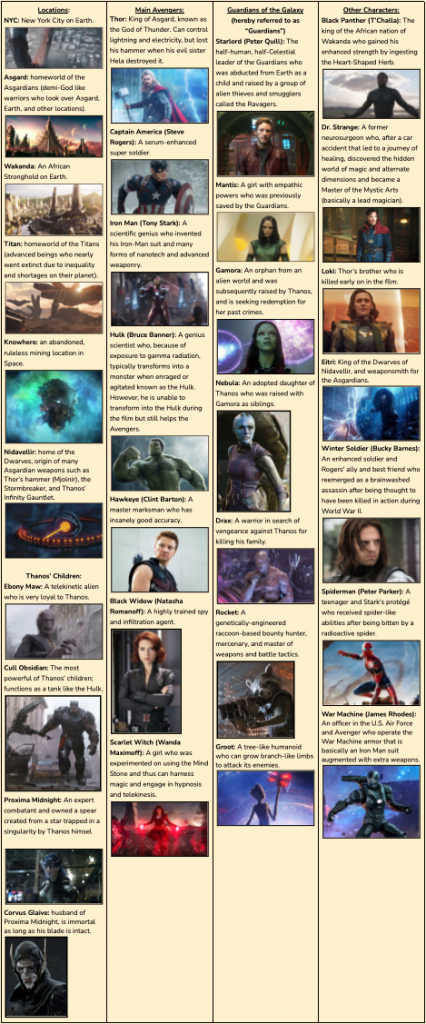 Locations:
NYC: New York City on Earth.
Asgard: homeworld of the
Asgardians (demi-God like
warriors who look over Asgard,
Earth, and other locations).
Wakanda: An African
Stronghold on Earth.
Titan: homeworld of the Titans
(advanced beings who nearly
went extinct due to inequality
and shortages on their planet).
Knowhere: an abandoned,
ruleless mining location in
Space.
Nidavellir: home of the
Dwarves, origin of many
Asgardian weapons such as
Thor's hammer (Mjolnir), the
Stormbreaker, and Thanos'
Infinity Gauntlet.
Thanos' Children:
Ebony Maw: A telekinetic alien
who is very loyal to Thanos.
Cull Obsidian: The most
powerful of Thanos' children;
functions as a tank like the Hulk.
Proxima Midnight: An expert
combatant and owned a spear
created from a star trapped in a
singularity by Thanos himsel
Corvus Glaive: husband of
Proxima Midnight, is immortal
as long as his blade is intact.
Main Avengers:
Thor: King of Asgard, known as
the God of Thunder. Can control
lightning and electricity, but lost
his hammer when his evil sister
Hela destroyed it.
Captain America (Steve
Rogers): A serum-enhanced
super soldier.
Iron Man (Tony Stark): A
scientific genius who invented
his Iron-Man suit and many
forms of nanotech and advanced
weaponry.
Hulk (Bruce Banner): A genius
scientist who, because of
exposure to gamma radiation,
typically transforms into a
monster when enraged or
agitated known as the Hulk.
However, he is unable to
transform into the Hulk during
the film but still helps the
Avengers.
Hawkeye (Clint Barton): A
master marksman who has
insanely good accuracy.
Black Widow (Natasha
Romanoff): A highly trained spy
and infiltration agent.
Scarlet Witch (Wanda
Maximoff): A girl who was
experimented on using the Mind
Stone and thus can harness
magic and engage in hypnosis
and telekinesis.
Guardians of the Galaxy
(hereby referred to as
"Guardians")
Starlord (Peter Quill): The
half-human, half-Celestial
leader of the Guardians who
was abducted from Earth as a
child and raised by a group of
alien thieves and smugglers
called the Ravagers.
Mantis: A girl with empathic
powers who was previously
saved by the Guardians.
Gamora: An orphan from an
alien world and was
subsequently raised by Thanos,
and is seeking redemption for
her past crimes.
Nebula: An adopted daughter of
Thanos who was raised with
Gamora as siblings.
Drax: A warrior in search of
vengeance against Thanos for
killing his family.
Rocket: A
genetically-engineered
raccoon-based bounty hunter,
mercenary, and master of
weapons and battle tactics.
Groot: A tree-like humanoid
who can grow branch-like limbs
to attack its enemies.
Other Characters:
Black Panther (T'Challa): The
king of the African nation of
Wakanda who gained his
enhanced strength by ingesting
the Heart-Shaped Herb.
Dr. Strange: A former
neurosurgeon who, after a car
accident that led to a journey of
healing, discovered the hidden
world of magic and alternate
dimensions and became a
Master of the Mystic Arts
(basically a lead magician).
Loki: Thor's brother who is
killed early on in the film.
Eitri: King of the Dwarves of
Nidavellir, and weaponsmith for
the Asgardians.
Winter Soldier (Bucky Barnes):
An enhanced soldier and
Rogers' ally and best friend who
reemerged as a brainwashed
assassin after being thought to
have been killed in action during
World War II.
Spiderman (Peter Parker): A
teenager and Stark's protégé
who received spider-like
abilities after being bitten by a
radioactive spider.
War Machine (James Rhodes):
An officer in the U.S. Air Force
and Avenger who operate the
War Machine armor that is
basically an Iron Man suit
augmented with extra weapons.